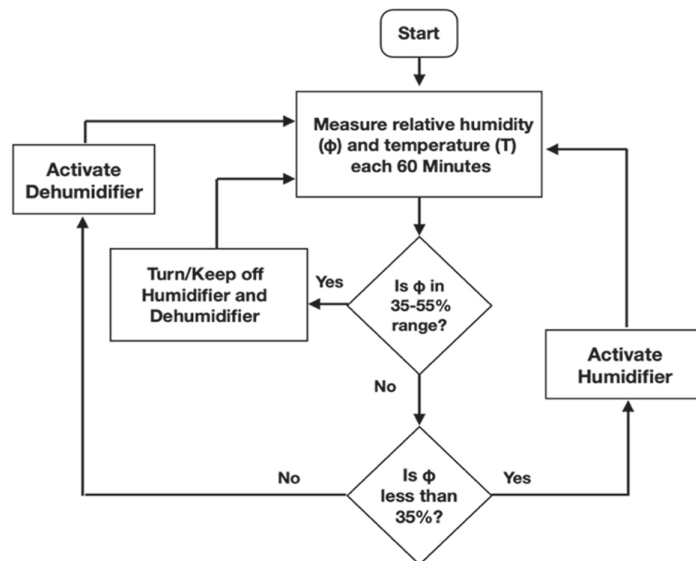 Start
Measure relative humidity
(ϕ) and temperature (T)
each 60 Minutes
Activate
Dehumidifier
Turn/Keep off
Humidifier and
Dehumidifier
Yes
Is ϕ in
35-55%
range?
No
Activate
Humidifier
No
Is ϕ
less than
35%?
Yes